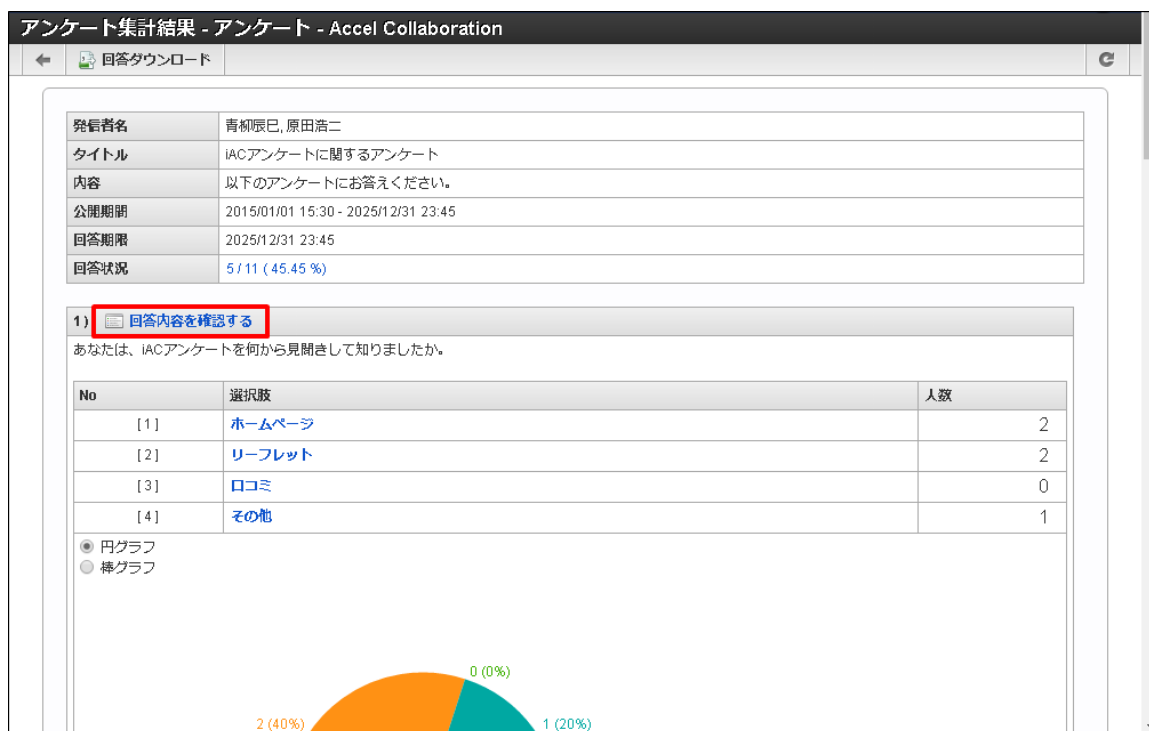 アンケート集計結果 - アンケート - Accel Collaboration
回答ダウンロード
発信者名 青柳辰巳, 原田浩二
タイトル iACアンケートに関するアンケート
内容 以下のアンケートにお答えください。
公開期間 2015/01/01 15:30 - 2025/12/31 23:45
回答期限 2025/12/31 23:45
回答状況 5 / 11 ( 45.45 %)
1) 回答内容を確認する
あなたは、iACアンケートを何から見聞きして知りましたか。
No 選択肢 人数
[ 1 ] ホームページ 2
[ 2 ] リーフレット 2
[ 3 ] 口コミ 0
[ 4 ] その他 1
円グラフ
棒グラフ
0 (0%)
2 (40%) 1 (20%)